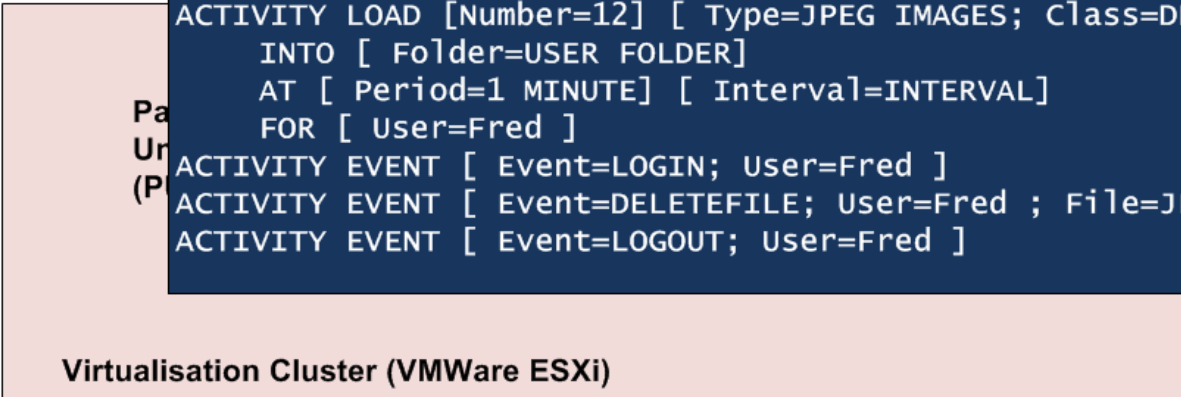 ACTIVITY LOAD [Number=12] [ Type=JPEG IMAGES; Class=D
INTO [ Folder=USER FOLDER]
AT [ Period=1 MINUTE] [ Interval=INTERVAL]
FOR [ User=Fred ]
ACTIVITY EVENT [ Event=LOGIN; User=Fred ]
ACTIVITY EVENT [ Event=DELETEFILE; User=Fred ; File=J
ACTIVITY EVENT [ Event=LOGOUT; User=Fred ]
Pa
Un
(P
Virtualisation Cluster (VMWare ESXi)